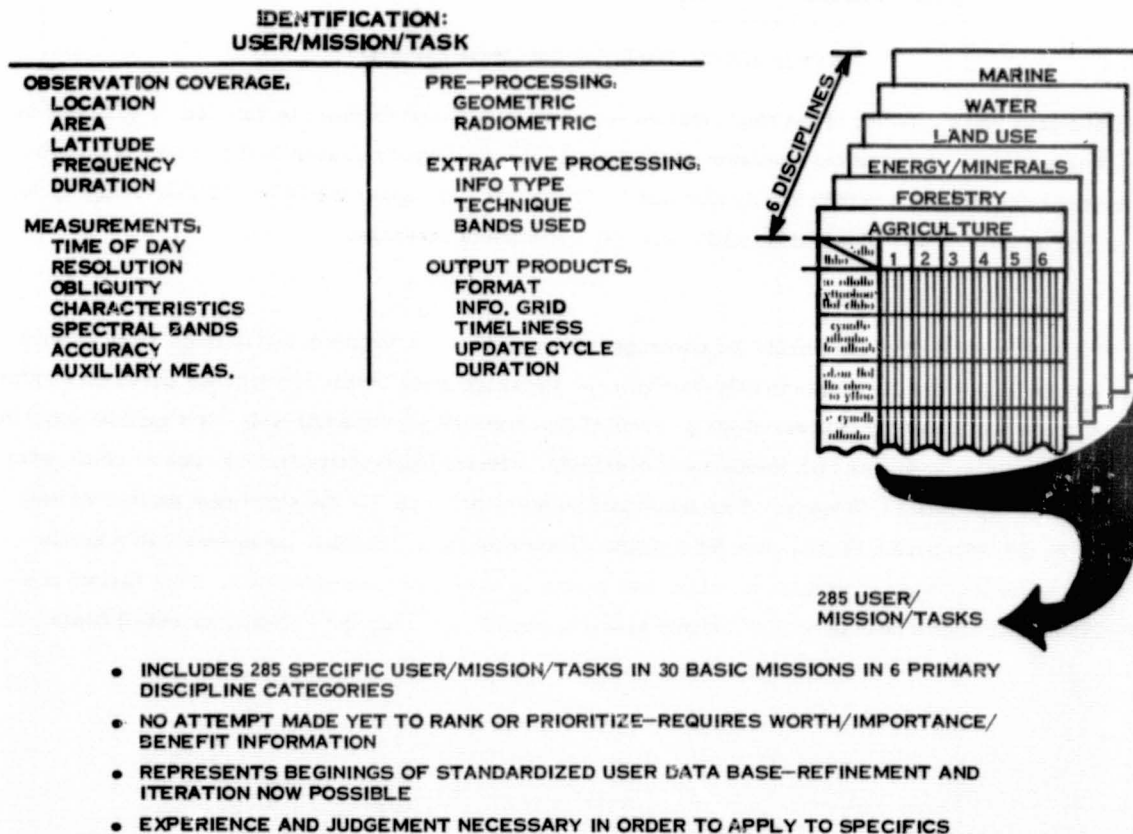 IDENTIFICATION:
USER/MISSION/TASK
OBSERVATION COVERAGE,
LOCATION
AREA
LATITUDE
FREQUENCY
DURATION
MEASUREMENTS,
TIME OF DAY
RESOLUTION
OBLIQUITY
CHARACTERISTICS
SPECTRAL BANDS
ACCURACY
AUXILIARY MEAS.
PRE-PROCESSING,
GEOMETRIC
RADIOMETRIC
EXTRACTIVE PROCESSING,
INFO TYPE
TECHNIQUE
BANDS USED
OUTPUT PRODUCTS,
FORMAT
INFO. GRID
TIMELINESS
UPDATE CYCLE
DURATION
6 DISCIPLINES
MARINE
WATER
LAND USE
ENERGY/MINERALS
FORESTRY
AGRICULTURE
1 2 3 4 5 6
285 USER/
MISSION/TASKS
• INCLUDES 285 SPECIFIC USER/MISSION/TASKS IN 30 BASIC MISSIONS IN 6 PRIMARY
DISCIPLINE CATEGORIES
• NO ATTEMPT MADE YET TO RANK OR PRIORITIZE—REQUIRES WORTH/IMPORTANCE/
BENEFIT INFORMATION
• REPRESENTS BEGININGS OF STANDARDIZED USER DATA BASE—REFINEMENT AND
ITERATION NOW POSSIBLE
• EXPERIENCE AND JUDGEMENT NECESSARY IN ORDER TO APPLY TO SPECIFICS